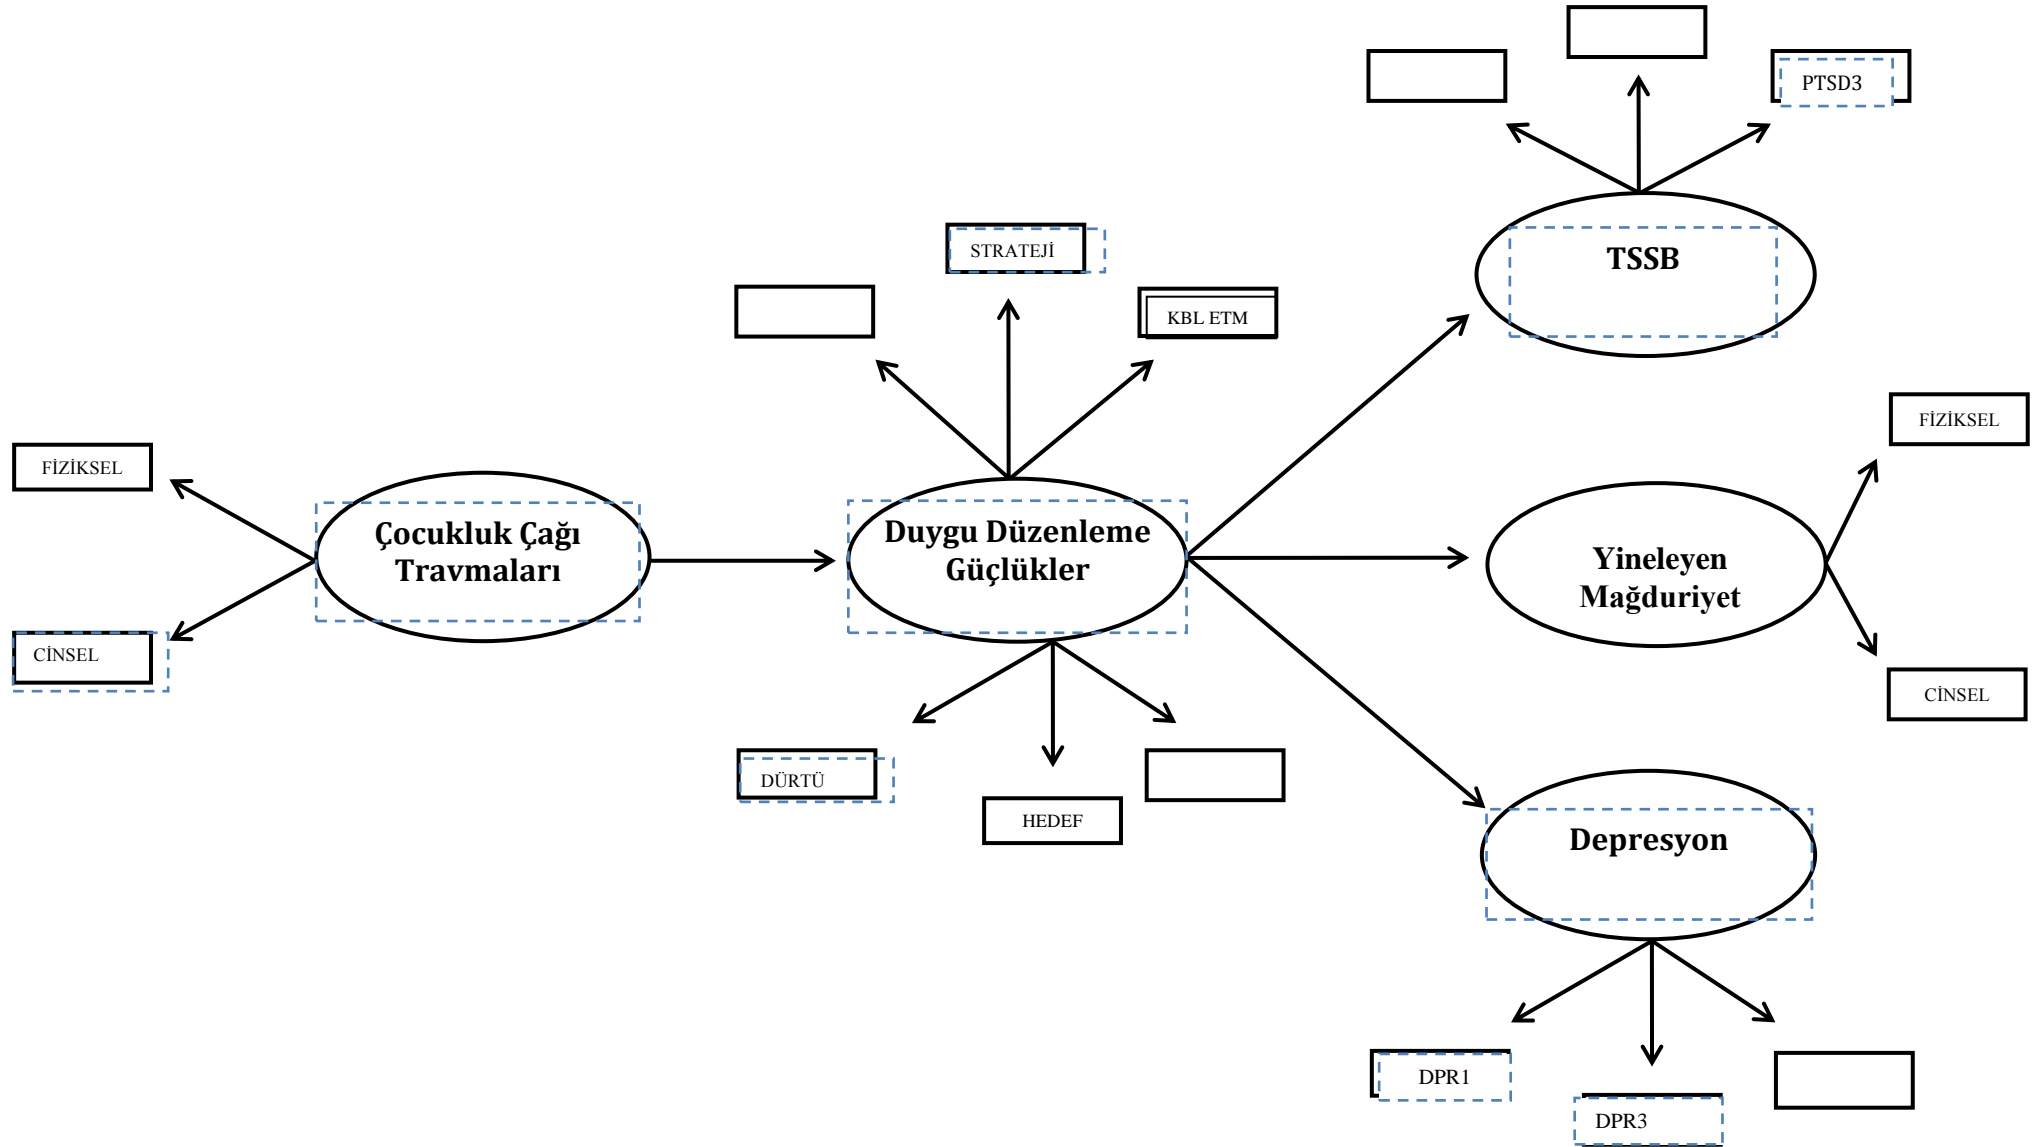 PTSD3
STRATEJİ
TSSB
KBL ETM
FİZİKSEL
FİZİKSEL
Çocukluk Çağı
Travmaları
Duygu Düzenleme
Güçlükler
Yineleyen
Mağduriyet
CİNSEL
CİNSEL
DÜRTÜ
HEDEF
Depresyon
DPR1
DPR3